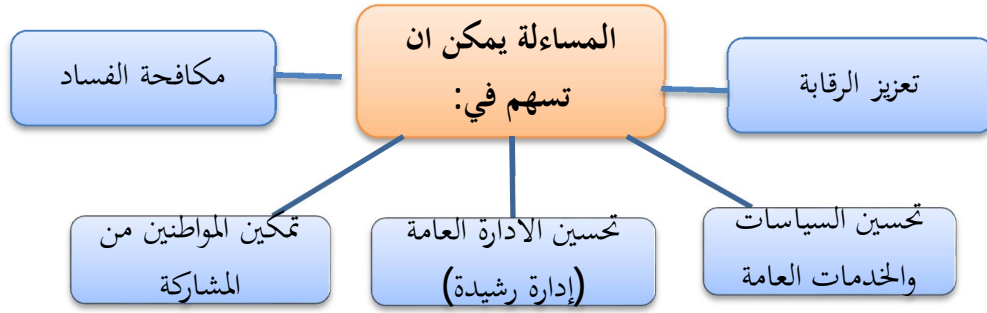 المساءلة يمكن ان
تسهم في:
تعزيز الرقابة
مكافحة الفساد
تحسين السياسات
والخدمات العامة
تحسين الادارة العامة
(إدارة رشيدة)
تمكين المواطنين من
المشاركة